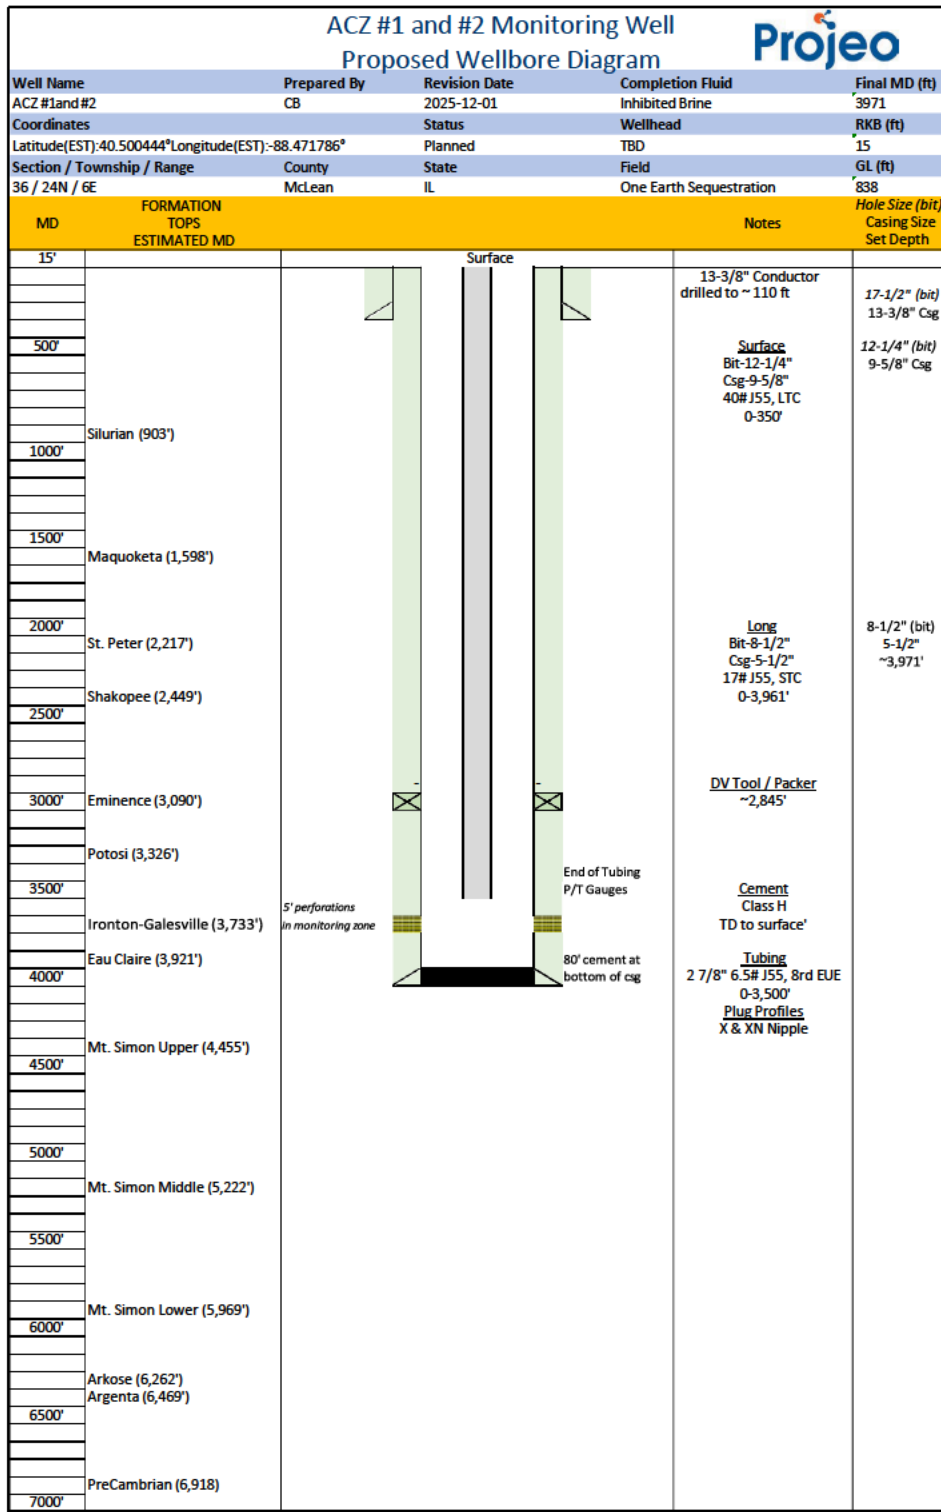 ACZ #1 and #2 Monitoring Well
Proposed Wellbore Diagram
Projeo
Well Name Prepared By Revision Date Completion Fluid Final MD (ft)
ACZ #1and #2 CB 2025-12-01 Inhibited Brine 3971
Coordinates Status Wellhead RKB (ft)
Latitude(EST):40.500444°Longitude(EST):-88.471786° Planned TBD 15
Section / Township / Range County State Field GL (ft)
36 / 24N / 6E McLean IL One Earth Sequestration 838
MD
FORMATION
TOPS
ESTIMATED MD
Notes
Hole Size (bit)
Casing Size
Set Depth
15' Surface
13-3/8" Conductor
drilled to ~ 110 ft
17-1/2" (bit)
13-3/8" Csg
500'
Surface
Bit-12-1/4"
Csg-9-5/8"
40# J55, LTC
0-350'
12-1/4" (bit)
9-5/8" Csg
Silurian (903')
1000'
1500'
Maquoketa (1,598')
2000'
St. Peter (2,217')
Long
Bit-8-1/2"
Csg-5-1/2"
17# J55, STC
0-3,961'
8-1/2" (bit)
5-1/2"
~3,971'
Shakopee (2,449')
2500'
DV Tool / Packer
~2,845'
3000' Eminence (3,090')
Potosi (3,326')
End of Tubing
P/T Gauges
3500'
Cement
Class H
TD to surface'
5' perforations
in monitoring zone
Ironton-Galesville (3,733')
Eau Claire (3,921')
80' cement at
bottom of csg
4000'
Tubing
2 7/8" 6.5# J55, 8rd EUE
0-3,500'
Plug Profiles
X & XN Nipple
Mt. Simon Upper (4,455')
4500'
5000'
Mt. Simon Middle (5,222')
5500'
Mt. Simon Lower (5,969')
6000'
Arkose (6,262')
Argenta (6,469')
6500'
PreCambrian (6,918)
7000'